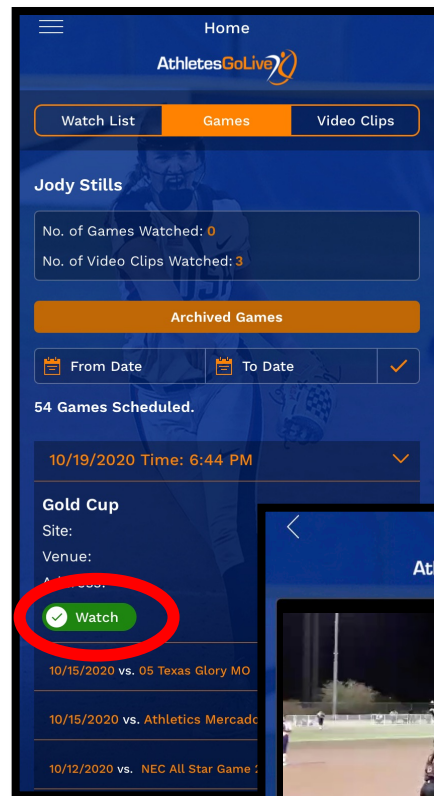 Home
AthletesGoLive
Watch List Games Video Clips
Jody Stills
No. of Games Watched: 0
No. of Video Clips Watched: 3
Archived Games
From Date To Date
54 Games Scheduled.
10/19/2020 Time: 6:44 PM
Gold Cup
Site:
Venue:
Watch
10/15/2020 vs. 05 Texas Glory MO
10/15/2020 vs. Athletics Mercado
10/12/2020 vs. NEC All Star Game